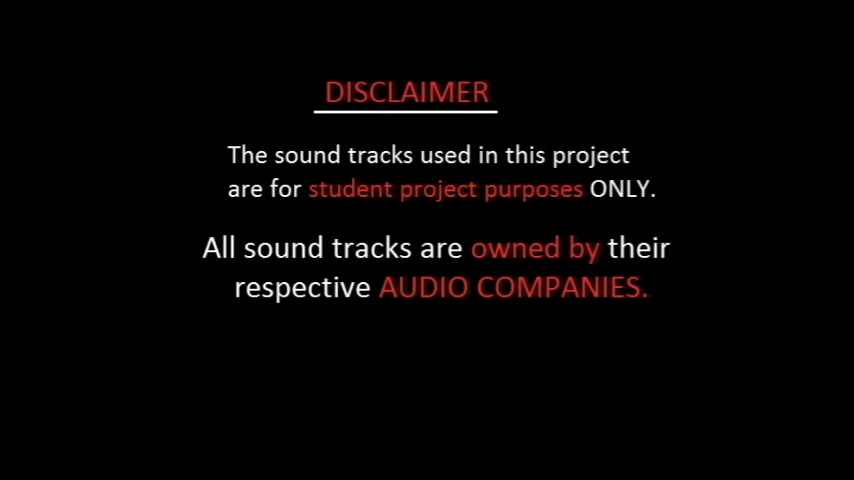 DISCLAIMER
The sound tracks used in this project
are for student project purposes ONLY.
All sound tracks are owned by their
respective AUDIO COMPANIES.